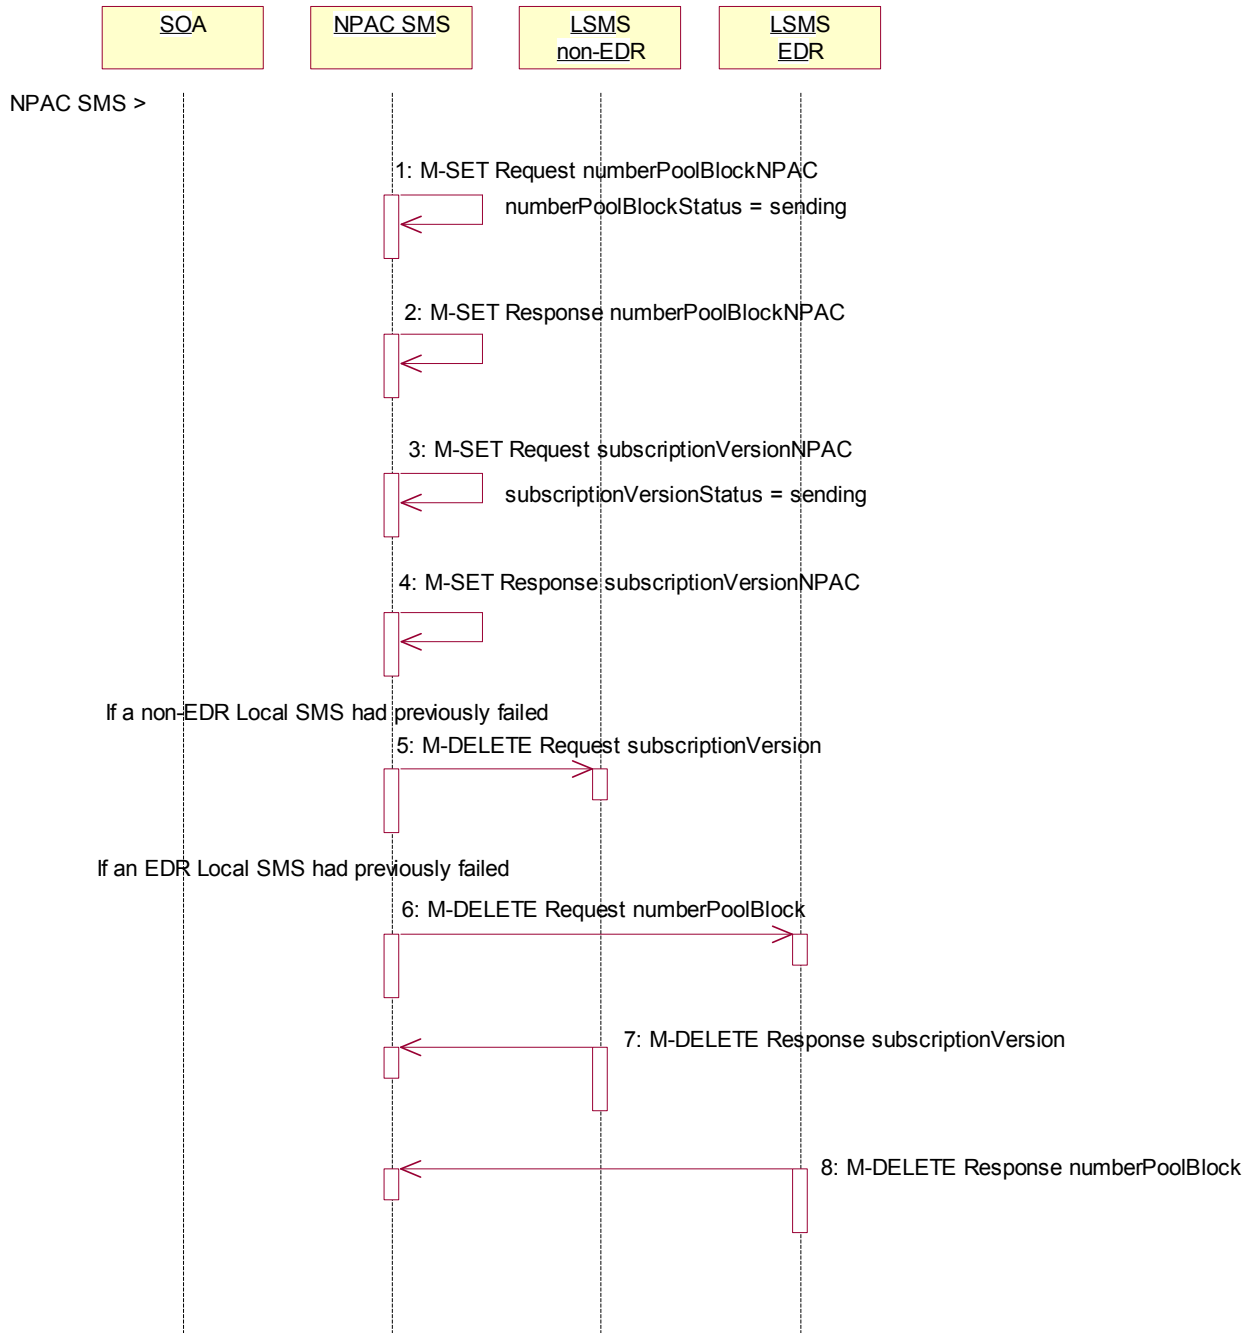 SOA
NPAC SMS
LSMS
non-EDR
LSMS
EDR
NPAC SMS >
1: M-SET Request numberPoolBlockNPAC
numberPoolBlockStatus = sending
2: M-SET Response numberPoolBlockNPAC
3: M-SET Request subscriptionVersionNPAC
subscriptionVersionStatus = sending
4: M-SET Response subscriptionVersionNPAC
If a non-EDR Local SMS had previously failed
5: M-DELETE Request subscriptionVersion
If an EDR Local SMS had previously failed
6: M-DELETE Request numberPoolBlock
7: M-DELETE Response subscriptionVersion
8: M-DELETE Response numberPoolBlock